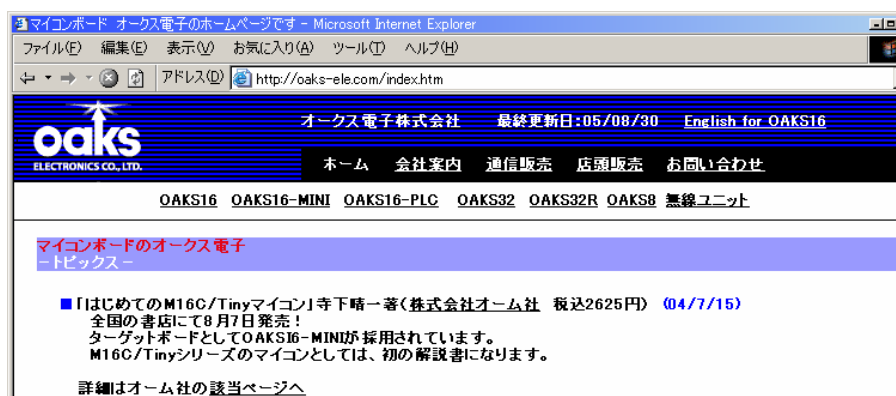 マイコンボード オークス電子のホームページです - Microsoft Internet Explorer
ファイル(F) 編集(E) 表示(V) お気に入り(A) ツール(T) ヘルプ(H)
アドレス(D) http://oaks-ele.com/index.htm
oaks
ELECTRONICS CO., LTD.
オークス電子株式会社 最終更新日:05/08/30 English for OAKS16
ホーム 会社案内 通信販売 店頭販売 お問い合わせ
OAKS16 OAKS16-MINI OAKS16-PLC OAKS32 OAKS32R OAKS8 無線ユニット
マイコンボードのオークス電子
－トピックス－
■「はじめてのM16C/Tinyマイコン」寺下晴一著(株式会社オーム社 税込2625円) (04/7/15)
全国の書店にて8月7日発売！
ターゲットボードとしてOAKSI6-MINIが採用されています。
M16C/Tinyシリーズのマイコンとしては、初の解説書になります。
詳細はオーム社の該当ページへ